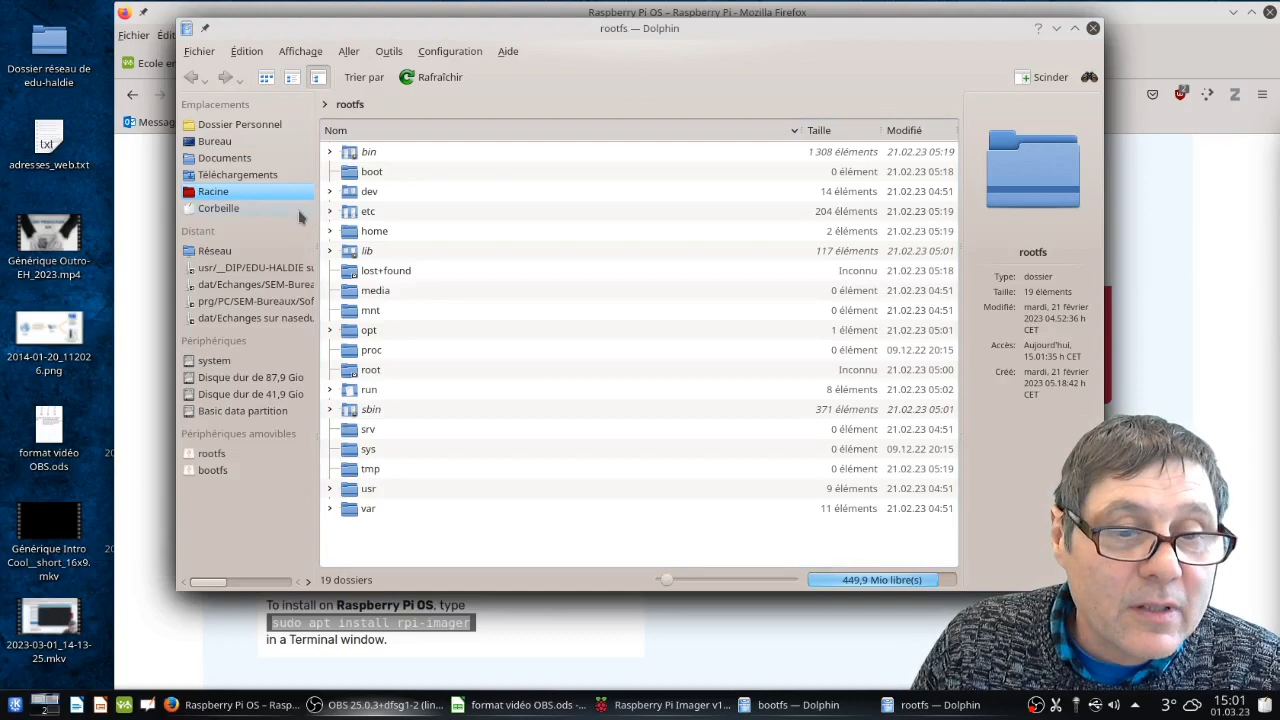 Raspberry Pi OS – Raspberry Pi - Mozilla Firefox
Fichier
Ecole en
Messag
Dossier réseau de
edu-haldie
adresses_web.txt
Générique Outro-
EH_2023.mp4
2014-01-20_11202
6.png
format vidéo
OBS.ods
Générique Intro
Cool__short_16x9.
mkv
2023-03-01_14-13-
25.mkv
rootfs — Dolphin
Fichier Édition Affichage Aller Outils Configuration Aide
Trier par Rafraîchir Scinder
Emplacements
Dossier Personnel
Bureau
Documents
Téléchargements
Racine
Corbeille
Distant
Réseau
usr/__DIP/EDU-HALDIE su
dat/Echanges/SEM-Burea
prg/PC/SEM-Bureaux/Sof
dat/Echanges sur nasedu
Périphériques
system
Disque dur de 87,9 Gio
Disque dur de 41,9 Gio
Basic data partition
Périphériques amovibles
rootfs
bootfs
rootfs
Nom Taille Modifié
bin 1 308 éléments 21.02.23 05:19
boot 0 élément 21.02.23 05:18
dev 14 éléments 21.02.23 04:51
etc 204 éléments 21.02.23 05:19
home 2 éléments 21.02.23 05:19
lib 117 éléments 21.02.23 05:01
lost+found Inconnu 21.02.23 05:18
media 0 élément 21.02.23 04:51
mnt 0 élément 21.02.23 04:51
opt 1 élément 21.02.23 05:01
proc 0 élément 09.12.22 20:15
root Inconnu 21.02.23 05:00
run 8 éléments 21.02.23 05:02
sbin 371 éléments 21.02.23 05:01
srv 0 élément 21.02.23 04:51
sys 0 élément 09.12.22 20:15
tmp 0 élément 21.02.23 05:19
usr 9 éléments 21.02.23 04:51
var 11 éléments 21.02.23 04:51
19 dossiers 449,9 Mio libre(s)
rootfs
Type: dossier
Taille: 19 éléments
Modifié: mardi, 21 février
2023 04.52:36 h
CET
Accès: Aujourd'hui,
15.01:35 h CET
Créé: mardi, 21 février
2023 05.18:42 h
CET
To install on Raspberry Pi OS, type
sudo apt install rpi-imager
in a Terminal window.
2 Raspberry Pi OS – Rasp... OBS 25.0.3+dfsg1-2 (lin... format vidéo OBS.ods -... Raspberry Pi Imager v1... bootfs — Dolphin rootfs — Dolphin 3° 15:01
01.03.23